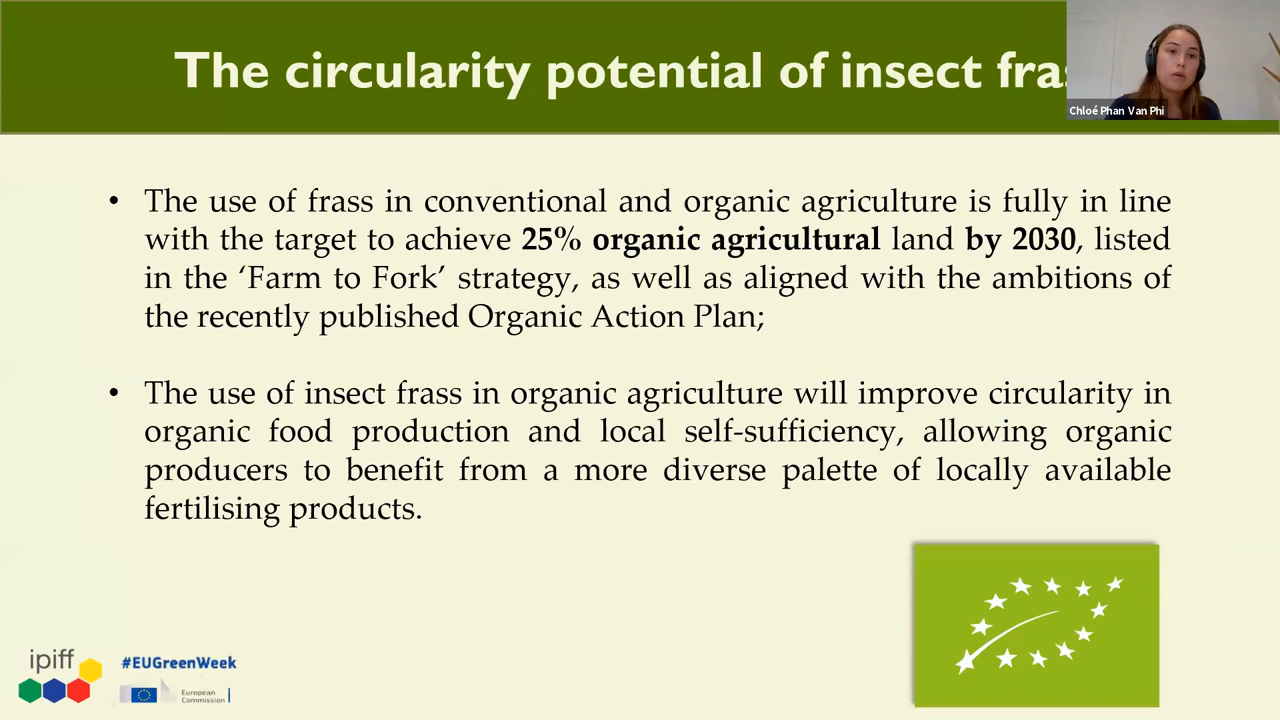 The circularity potential of insect fras
Chloé Phan Van Phi
• The use of frass in conventional and organic agriculture is fully in line
with the target to achieve 25% organic agricultural land by 2030, listed
in the ‘Farm to Fork’ strategy, as well as aligned with the ambitions of
the recently published Organic Action Plan;
• The use of insect frass in organic agriculture will improve circularity in
organic food production and local self-sufficiency, allowing organic
producers to benefit from a more diverse palette of locally available
fertilising products.
ipiff
#EUGreenWeek
European
Commission